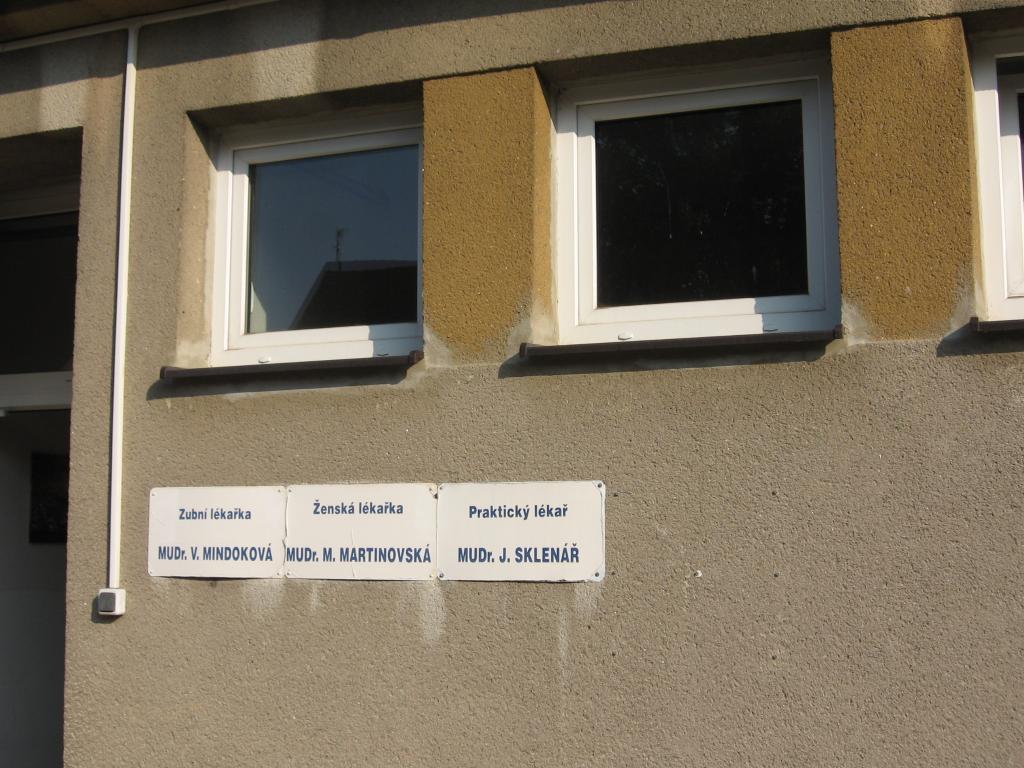 Zubní lékařka
MUDr. V. MINDOKOVÁ
Ženská lékařka
MUDr. M. MARTINOVSKÁ
Praktický lékař
MUDr. J. SKLENÁŘ